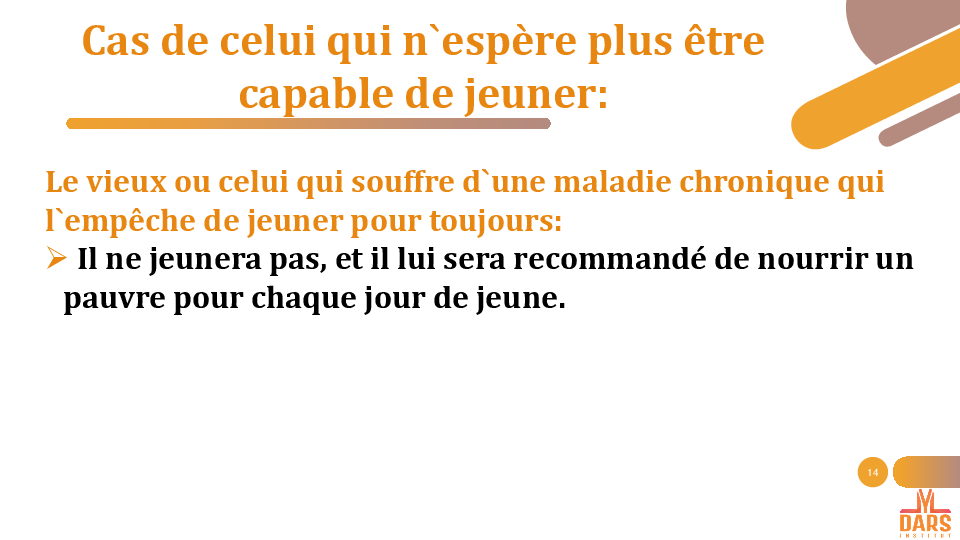 Cas de celui qui n`espère plus être
capable de jeuner:
Le vieux ou celui qui souffre d`une maladie chronique qui
l`empêche de jeuner pour toujours:
➢ Il ne jeunera pas, et il lui sera recommandé de nourrir un
pauvre pour chaque jour de jeune.
14
DARS
INSTITUT